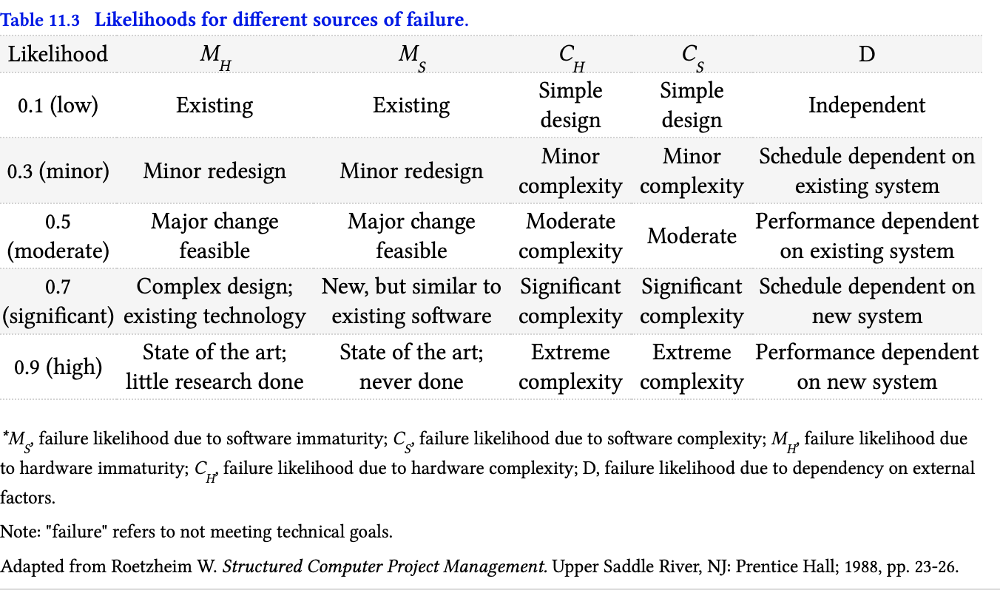 Table 11.3 Likelihoods for different sources of failure.
Likelihood M_H M_S C_H C_S D
0.1 (low) Existing Existing Simple design Simple design Independent
0.3 (minor) Minor redesign Minor redesign Minor complexity Minor complexity Schedule dependent on existing system
0.5 (moderate) Major change feasible Major change feasible Moderate complexity Moderate Performance dependent on existing system
0.7 (significant) Complex design; existing technology New, but similar to existing software Significant complexity Significant complexity Schedule dependent on new system
0.9 (high) State of the art; little research done State of the art; never done Extreme complexity Extreme complexity Performance dependent on new system
*M_S, failure likelihood due to software immaturity; C_S, failure likelihood due to software complexity; M_H, failure likelihood due
to hardware immaturity; C_H, failure likelihood due to hardware complexity; D, failure likelihood due to dependency on external
factors.
Note: "failure" refers to not meeting technical goals.
Adapted from Roetzheim W. Structured Computer Project Management. Upper Saddle River, NJ: Prentice Hall; 1988, pp. 23-26.